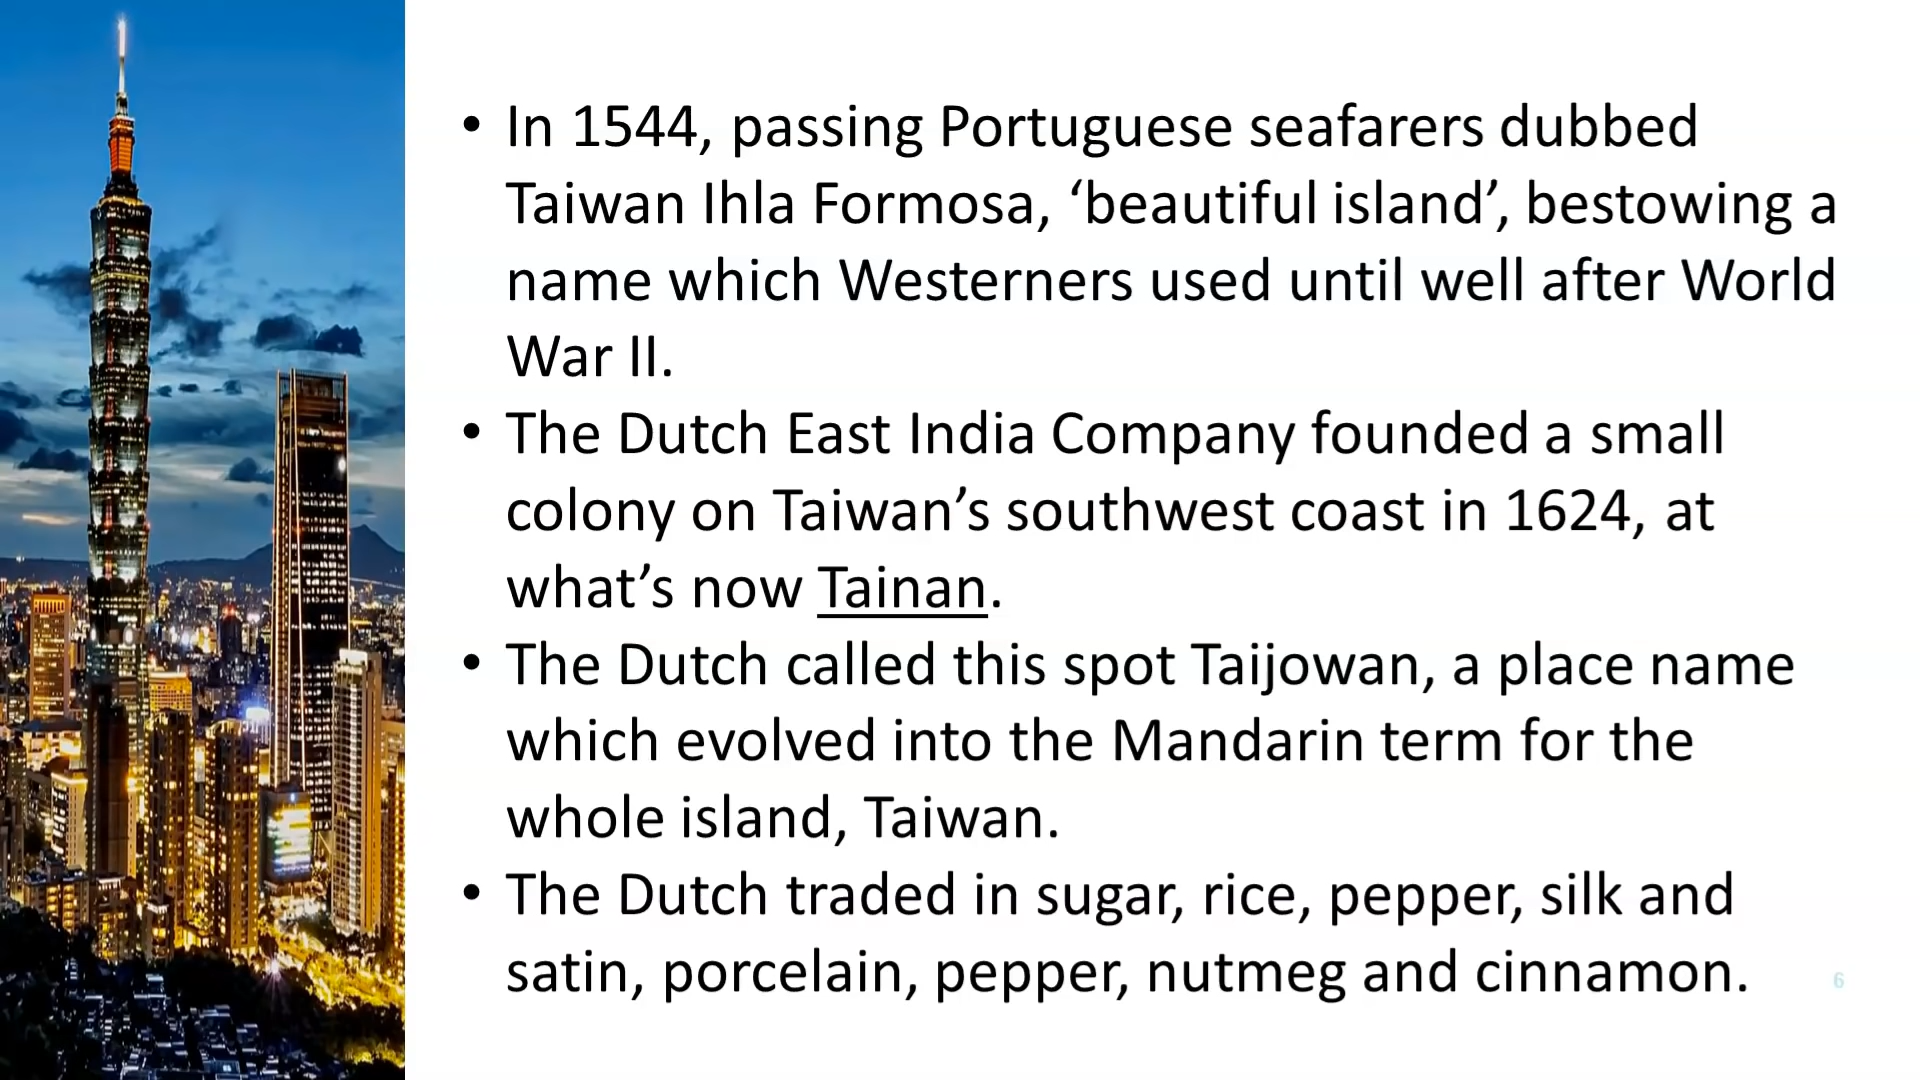 • In 1544, passing Portuguese seafarers dubbed
Taiwan Ihla Formosa, ‘beautiful island’, bestowing a
name which Westerners used until well after World
War II.
• The Dutch East India Company founded a small
colony on Taiwan’s southwest coast in 1624, at
what’s now Tainan.
• The Dutch called this spot Taijowan, a place name
which evolved into the Mandarin term for the
whole island, Taiwan.
• The Dutch traded in sugar, rice, pepper, silk and
satin, porcelain, pepper, nutmeg and cinnamon.
6